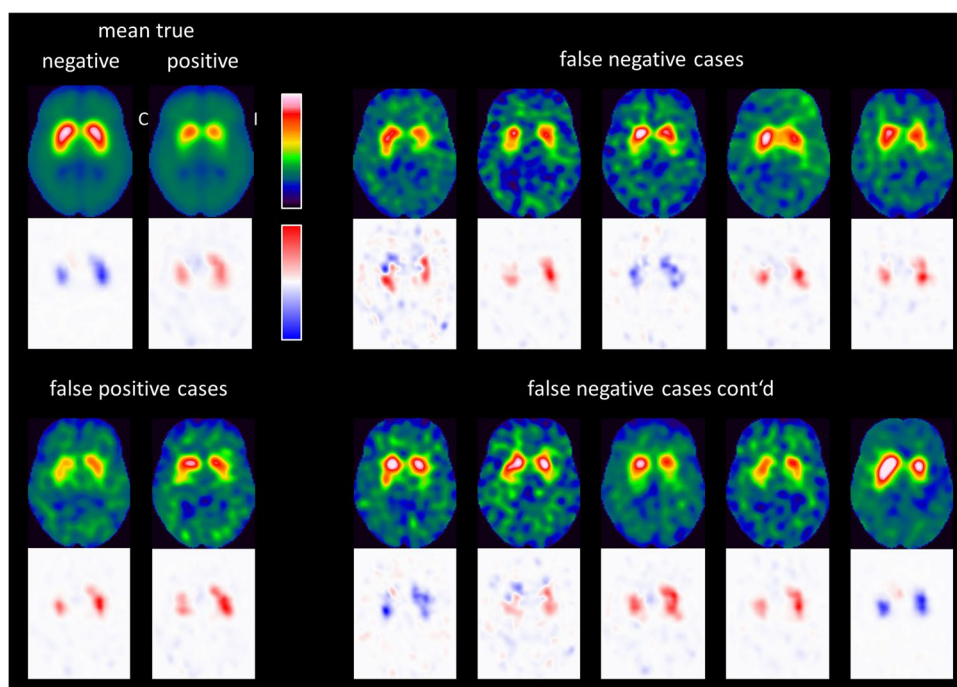 mean true
negative positive
C I
false negative cases
false positive cases
false negative cases cont‘d